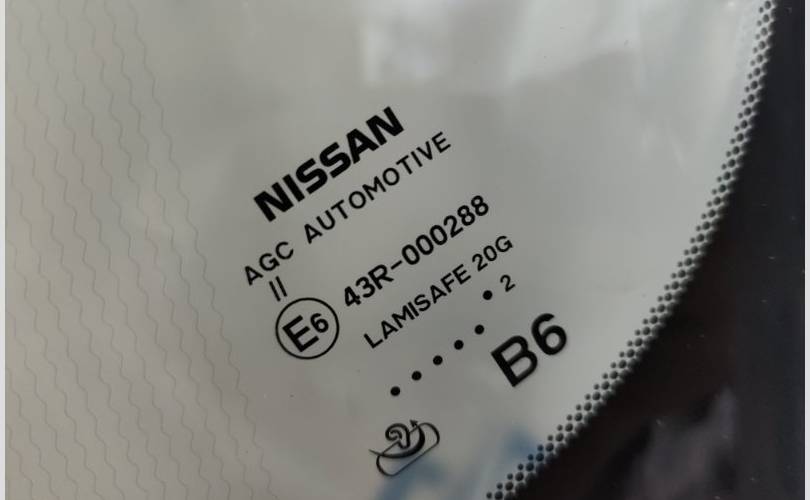 NISSAN
AGC AUTOMOTIVE
II
E6 43R-000288
LAMISAFE 20G
..... . 2
B6